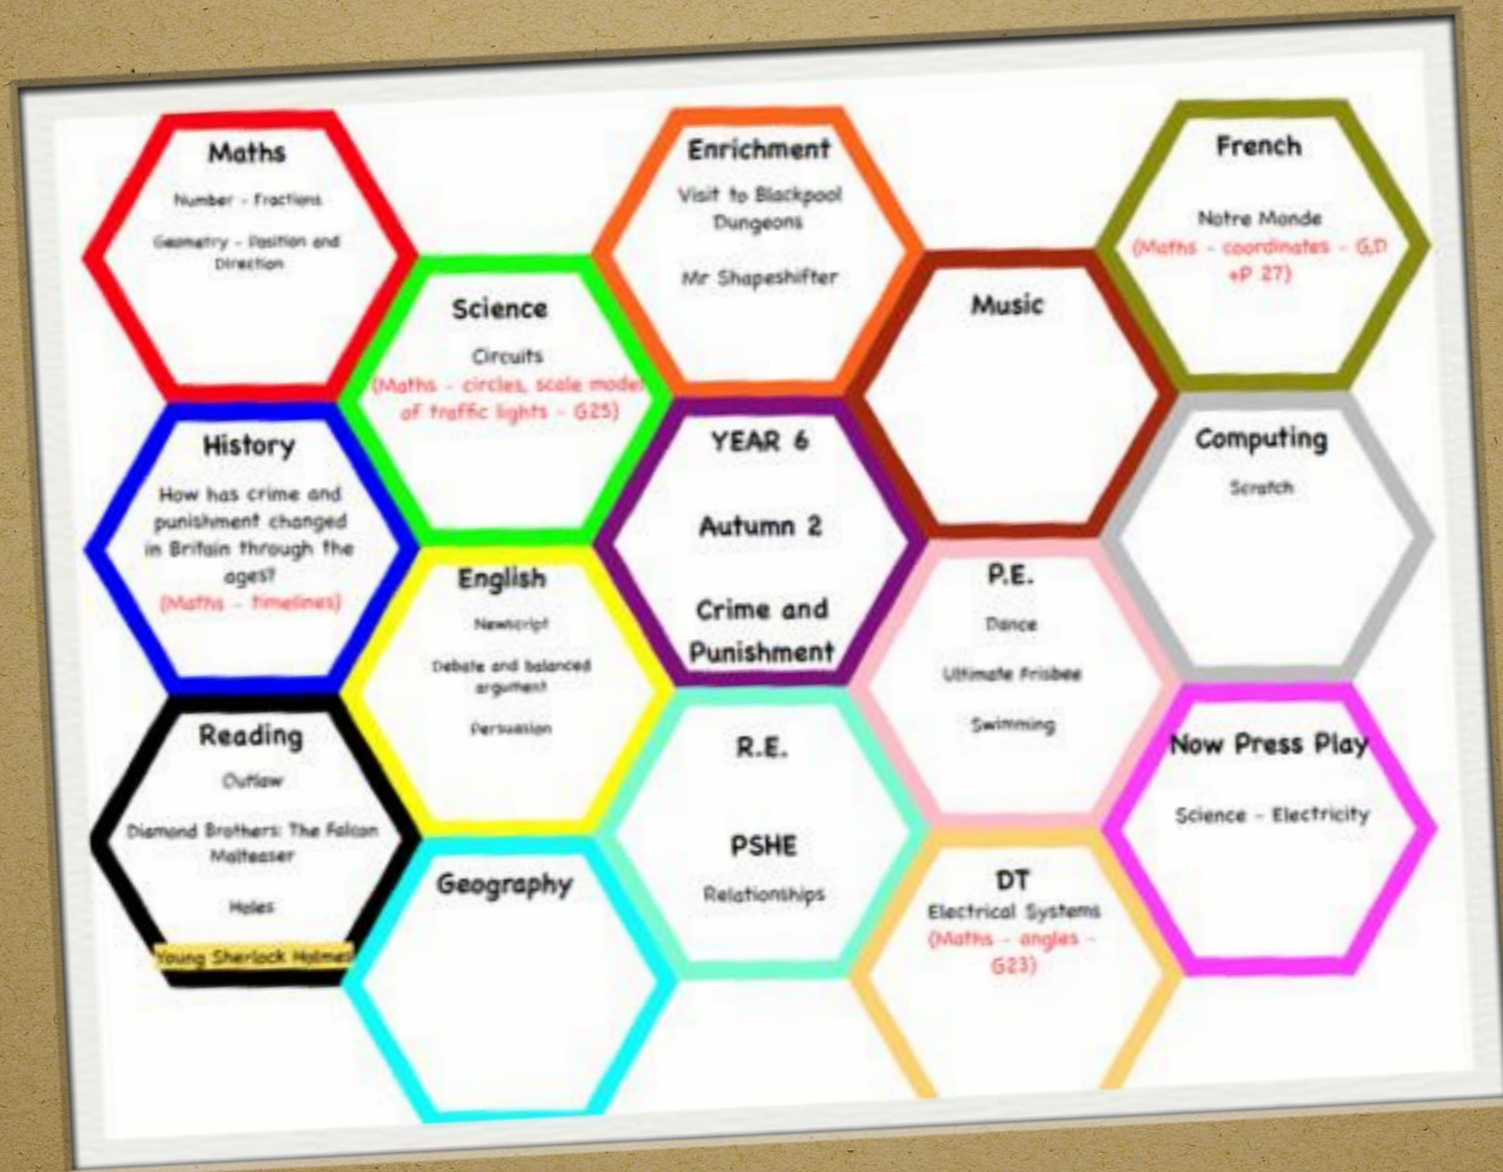 Maths
Number - Fractions
Geometry - Position and
Direction
Enrichment
Visit to Blackpool
Dungeons
Mr Shapeshifter
French
Notre Monde
(Maths - coordinates - G,D
+P 27)
Science
Circuits
(Maths - circles, scale model
of traffic lights - G25)
Music
History
How has crime and
punishment changed
in Britain through the
ages?
(Maths - timelines)
YEAR 6
Autumn 2
Crime and
Punishment
Computing
Scratch
English
Newscript
Debate and balanced
argument
Persuasion
P.E.
Dance
Ultimate Frisbee
Swimming
Reading
Outlaw
Diamond Brothers: The Falcon
Malteaser
Holes
Young Sherlock Holmes
R.E.
PSHE
Relationships
Now Press Play
Science - Electricity
Geography
DT
Electrical Systems
(Maths - angles -
G23)